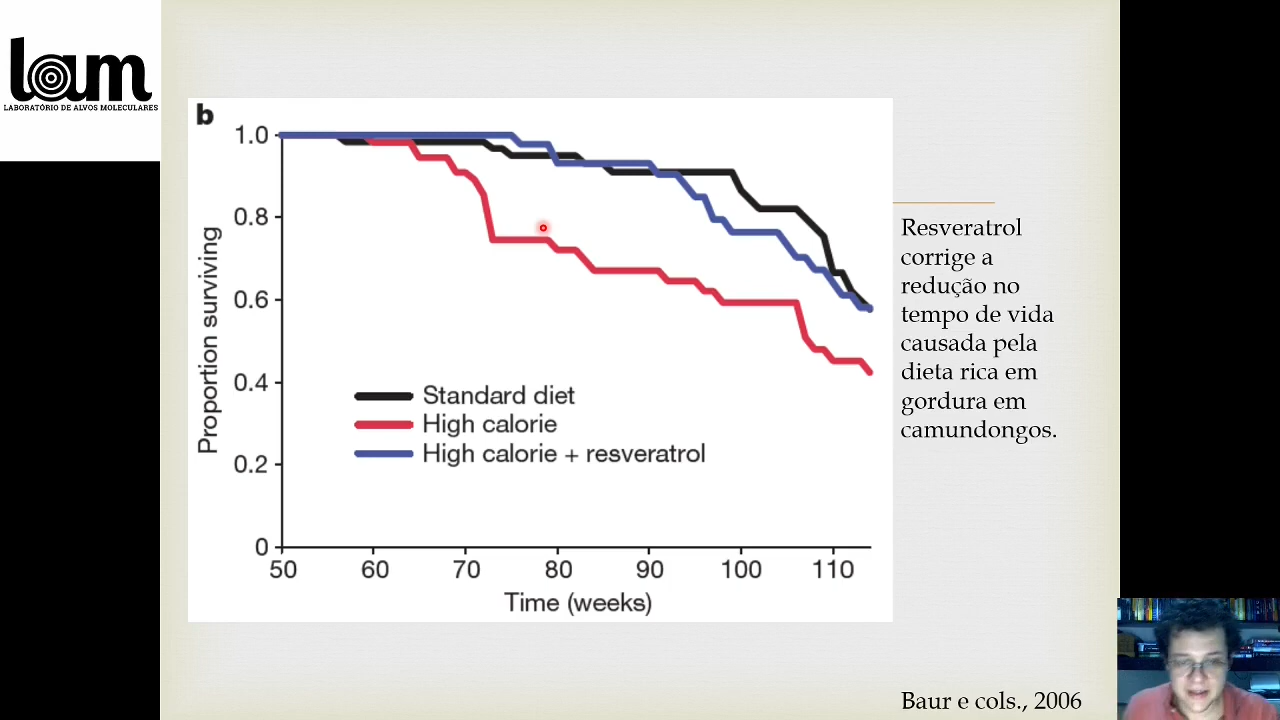 lam
LABORATÓRIO DE ALVOS MOLECULARES
b
1.0
0.8
0.6
0.4
0.2
0
Proportion surviving
Standard diet
High calorie
High calorie + resveratrol
50 60 70 80 90 100 110
Time (weeks)
Resveratrol
corrige a
redução no
tempo de vida
causada pela
dieta rica em
gordura em
camundongos.
Baur e cols., 2006